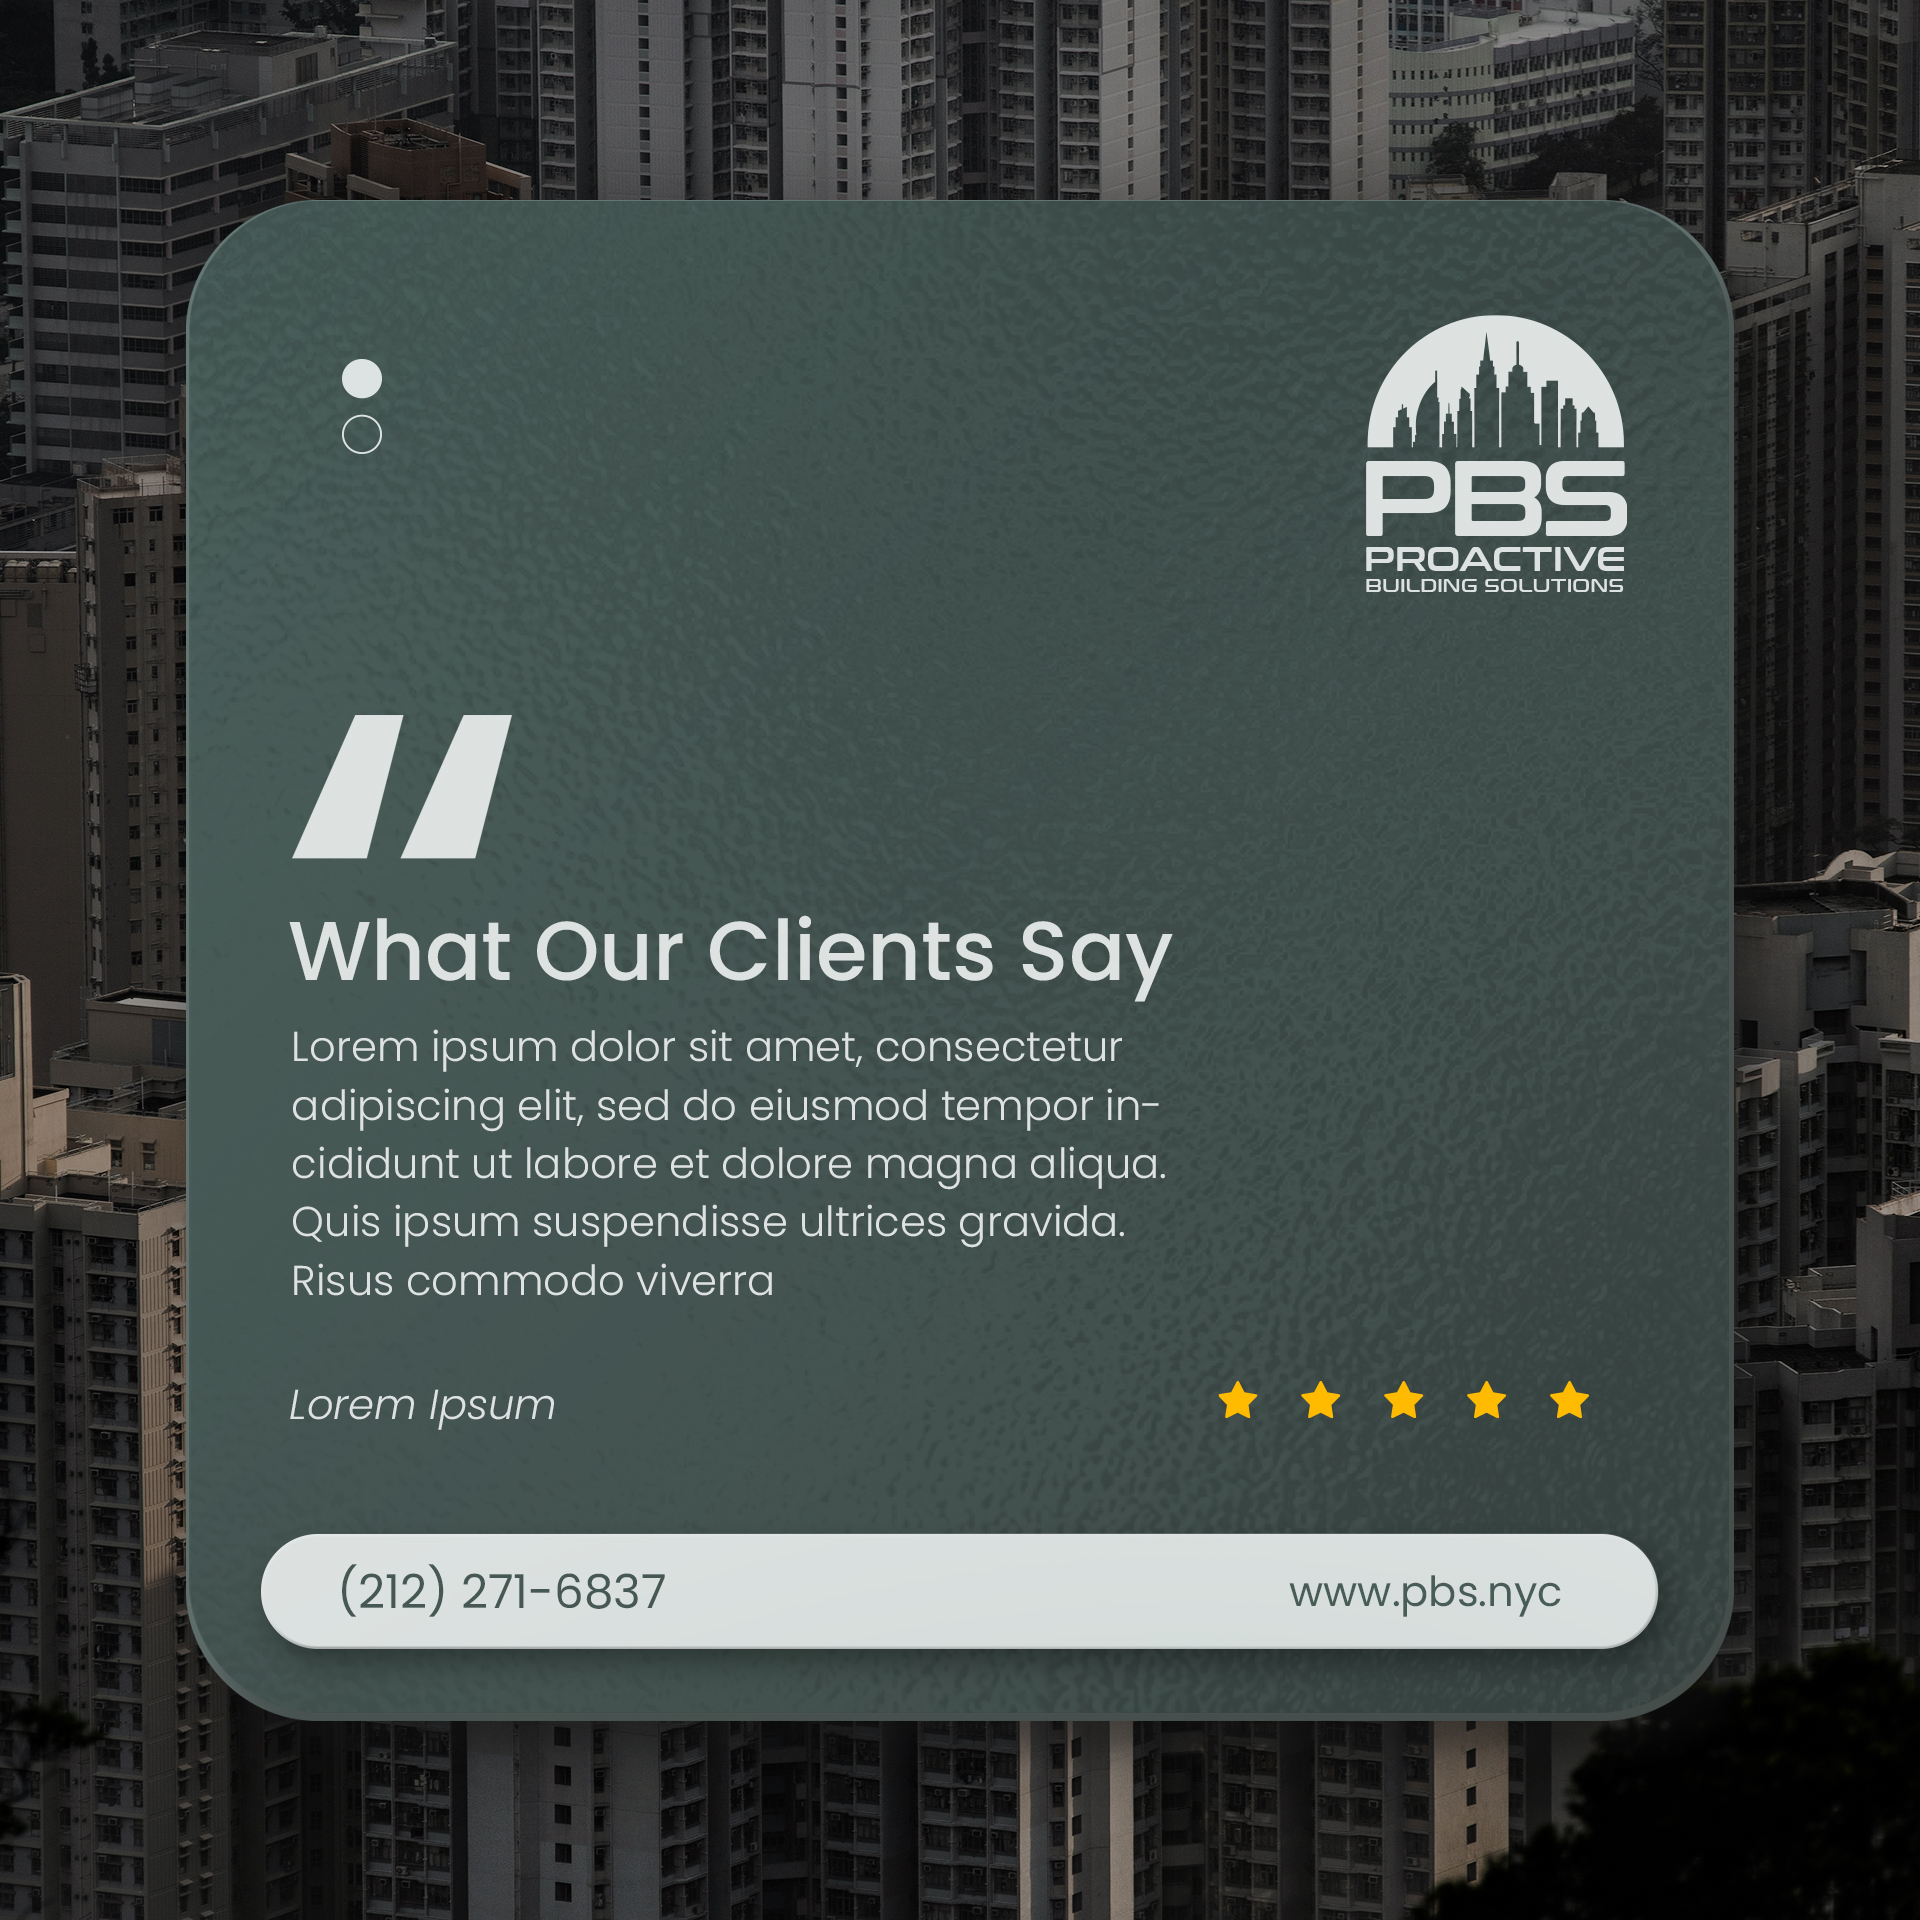 PBS
PROACTIVE
BUILDING SOLUTIONS
What Our Clients Say
Lorem ipsum dolor sit amet, consectetur
adipiscing elit, sed do eiusmod tempor in-
cididunt ut labore et dolore magna aliqua.
Quis ipsum suspendisse ultrices gravida.
Risus commodo viverra
Lorem Ipsum
(212) 271-6837
www.pbs.nyc